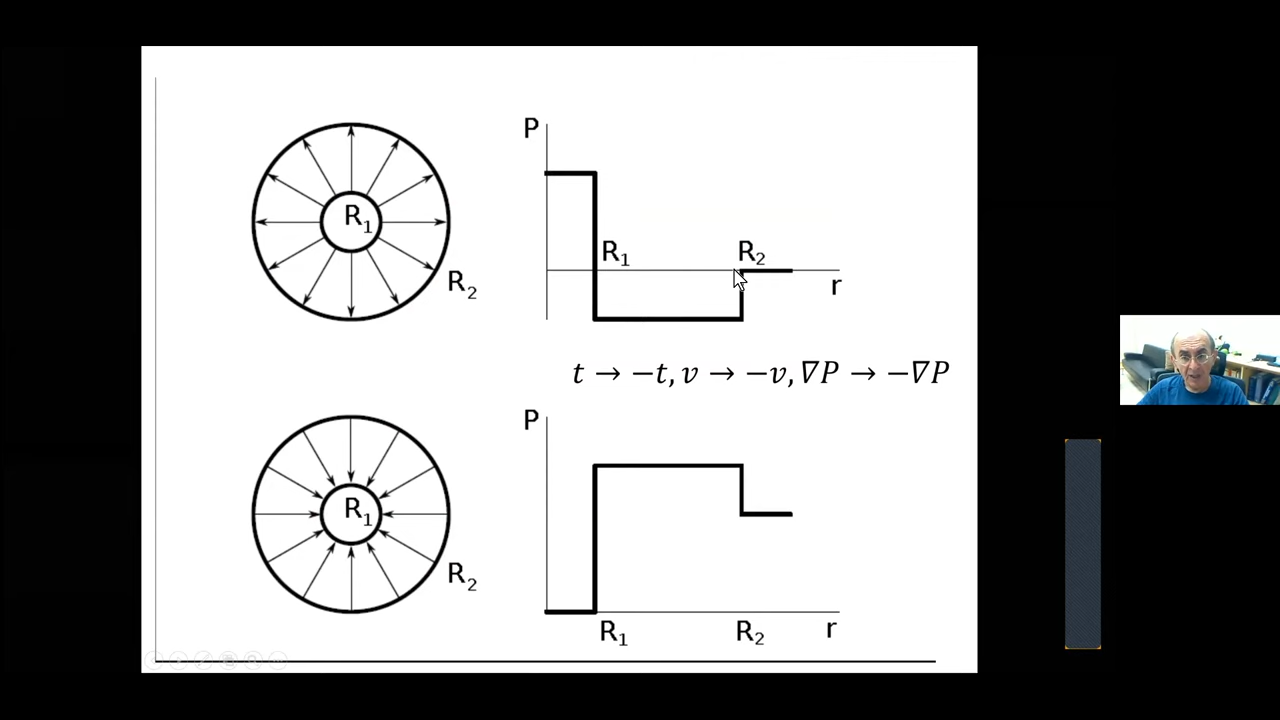 P
R₁
R₁
R₂
R₂
r
t → −t, v → −v, ∇P → −∇P
P
R₁
R₂
R₁
R₂
r